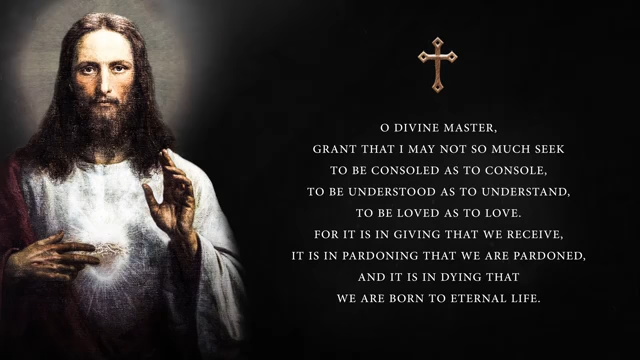 O DIVINE MASTER,
GRANT THAT I MAY NOT SO MUCH SEEK
TO BE CONSOLED AS TO CONSOLE,
TO BE UNDERSTOOD AS TO UNDERSTAND,
TO BE LOVED AS TO LOVE.
FOR IT IS IN GIVING THAT WE RECEIVE,
IT IS IN PARDONING THAT WE ARE PARDONED,
AND IT IS IN DYING THAT
WE ARE BORN TO ETERNAL LIFE.